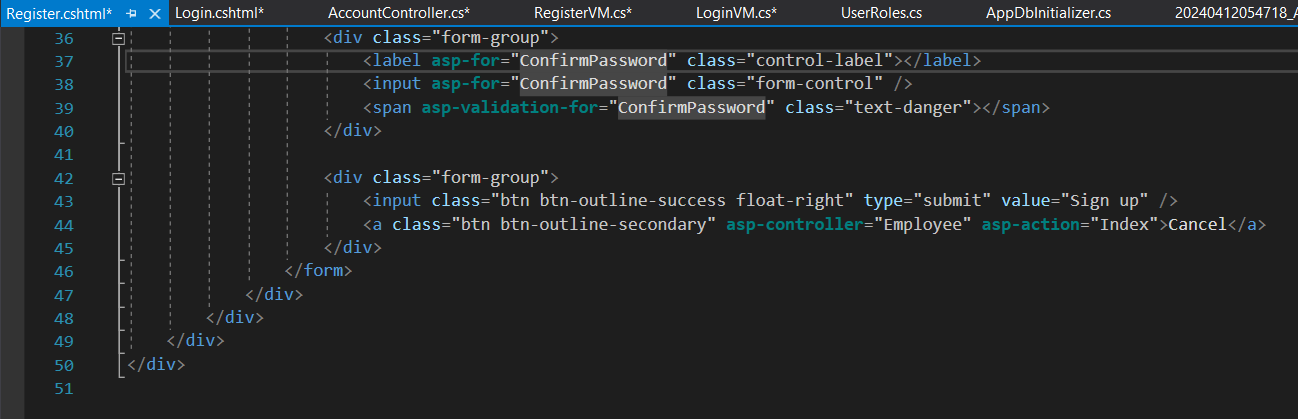 Register.cshtml* Login.cshtml* AccountController.cs* RegisterVM.cs* LoginVM.cs* UserRoles.cs AppDbInitializer.cs 20240412054718_A
36 <div class="form-group">
37 <label asp-for="ConfirmPassword" class="control-label"></label>
38 <input asp-for="ConfirmPassword" class="form-control" />
39 <span asp-validation-for="ConfirmPassword" class="text-danger"></span>
40 </div>
41
42 <div class="form-group">
43 <input class="btn btn-outline-success float-right" type="submit" value="Sign up" />
44 <a class="btn btn-outline-secondary" asp-controller="Employee" asp-action="Index">Cancel</a>
45 </div>
46 </form>
47 </div>
48 </div>
49 </div>
50 </div>
51